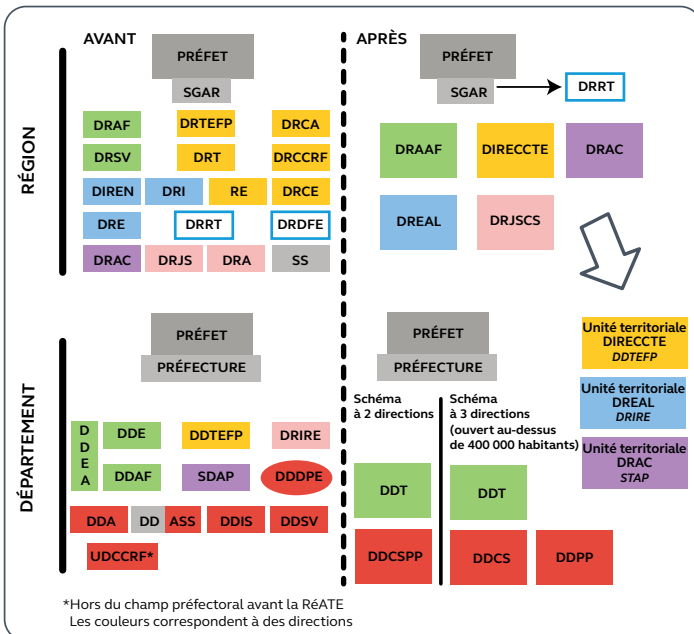 AVANT
PRÉFET
SGAR
DRAF
DRTEFP
DRCA
DRSV
DRT
DRCCRF
DIREN
DRI
RE
DRCE
DRE
DRRT
DRDFE
DRAC
DRJS
DRA
SS
RÉGION
APRÈS
PRÉFET
SGAR
DRRT
DRAAF
DIRECCTE
DRAC
DREAL
DRJSCS
DÉPARTEMENT
PRÉFET
PRÉFECTURE
D
D
E
A
DDE
DDTEFP
DRIRE
DDAF
SDAP
DDDPE
DDA
DD
ASS
DDIS
DDSV
UDCCRF*
PRÉFET
PRÉFECTURE
Schéma
à 2 directions
DDT
DDCSPP
Schéma
à 3 directions
(ouvert au-dessus
de 400 000 habitants)
DDT
DDCS
DDPP
Unité territoriale
DIRECCTE
DDTEFP
Unité territoriale
DREAL
DRIRE
Unité territoriale
DRAC
STAP
*Hors du champ préfectoral avant la RéATE
Les couleurs correspondent à des directions